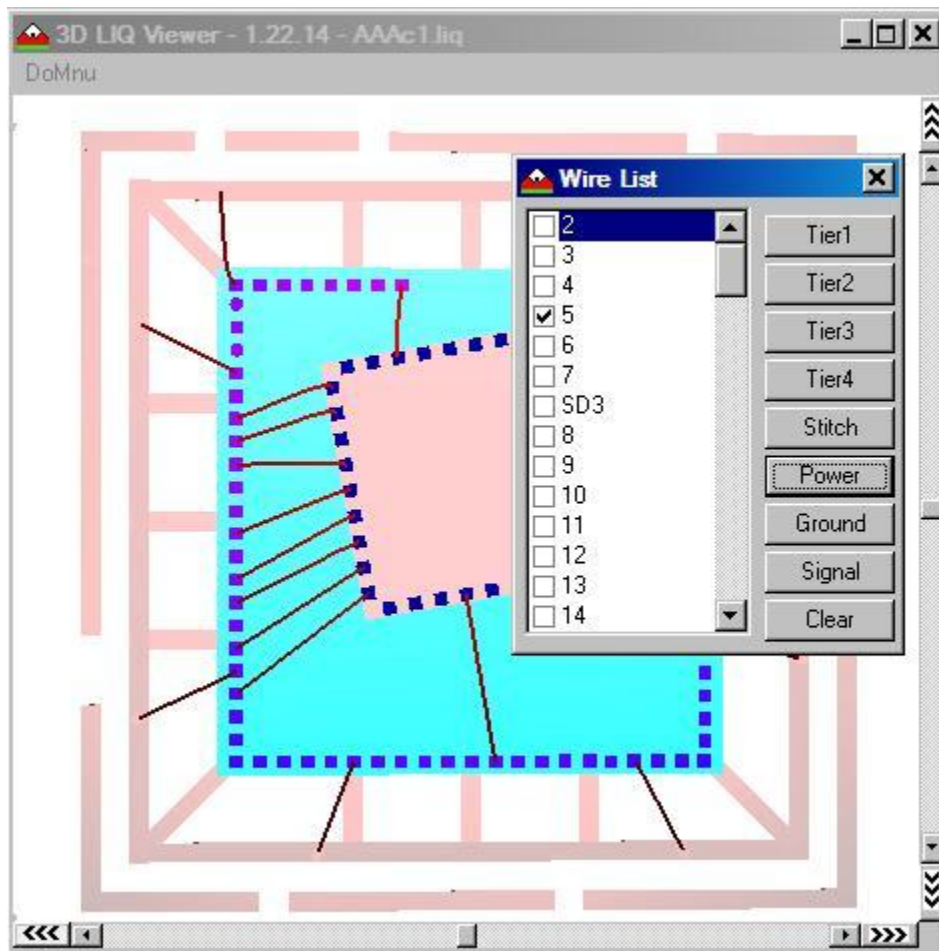 3D LIQ Viewer - 1.22.14 - AAAc1.liq
DoMnu
Wire List
2
3
4
5
6
7
SD3
8
9
10
11
12
13
14
Tier1
Tier2
Tier3
Tier4
Stitch
Power
Ground
Signal
Clear
<<<
>>>